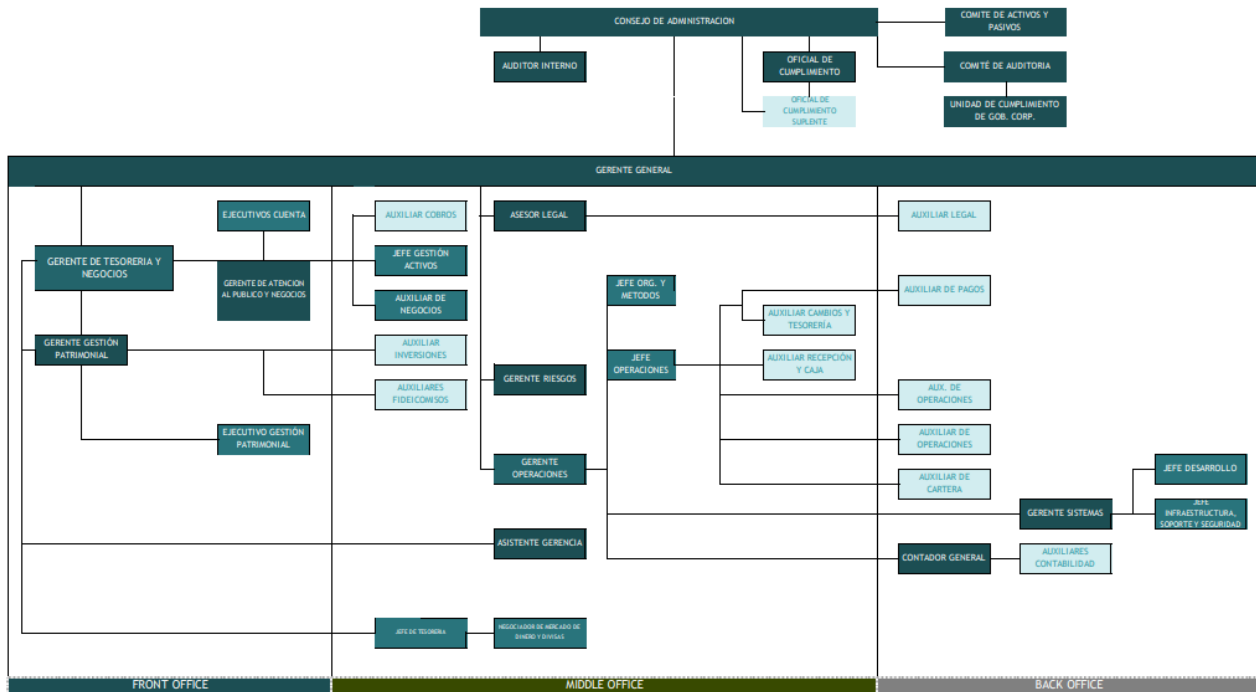 CONSEJO DE ADMINISTRACION
COMITE DE ACTIVOS Y
PASIVOS
AUDITOR INTERNO
OFICIAL DE
CUMPLIMIENTO
COMITÉ DE AUDITORIA
OFICIAL DE
CUMPLIMIENTO
SUPLENTE
UNIDAD DE CUMPLIMIENTO
DE GOB. CORP.
GERENTE GENERAL
EJECUTIVOS CUENTA
AUXILIAR COBROS
ASESOR LEGAL
AUXILIAR LEGAL
GERENTE DE TESORERIA Y
NEGOCIOS
GERENTE DE ATENCION
AL PUBLICO Y NEGOCIOS
JEFE GESTIÓN
ACTIVOS
JEFE ORG. Y
METODOS
AUXILIAR DE PAGOS
AUXILIAR DE
NEGOCIOS
AUXILIAR CAMBIOS Y
TESORERÍA
GERENTE GESTIÓN
PATRIMONIAL
AUXILIAR
INVERSIONES
JEFE
OPERACIONES
AUXILIAR RECEPCIÓN
Y CAJA
GERENTE RIESGOS
AUXILIARES
FIDEICOMISOS
AUX. DE
OPERACIONES
EJECUTIVO GESTIÓN
PATRIMONIAL
AUXILIAR DE
OPERACIONES
GERENTE
OPERACIONES
JEFE DESARROLLO
AUXILIAR DE
CARTERA
GERENTE SISTEMAS
JEFE
INFRAESTRUCTURA,
SOPORTE Y SEGURIDAD
ASISTENTE GERENCIA
CONTADOR GENERAL
AUXILIARES
CONTABILIDAD
JEFE DE TESORERIA
NEGOCIADOR DE MERCADO DE
DINERO Y DIVISAS
FRONT OFFICE
MIDDLE OFFICE
BACK OFFICE